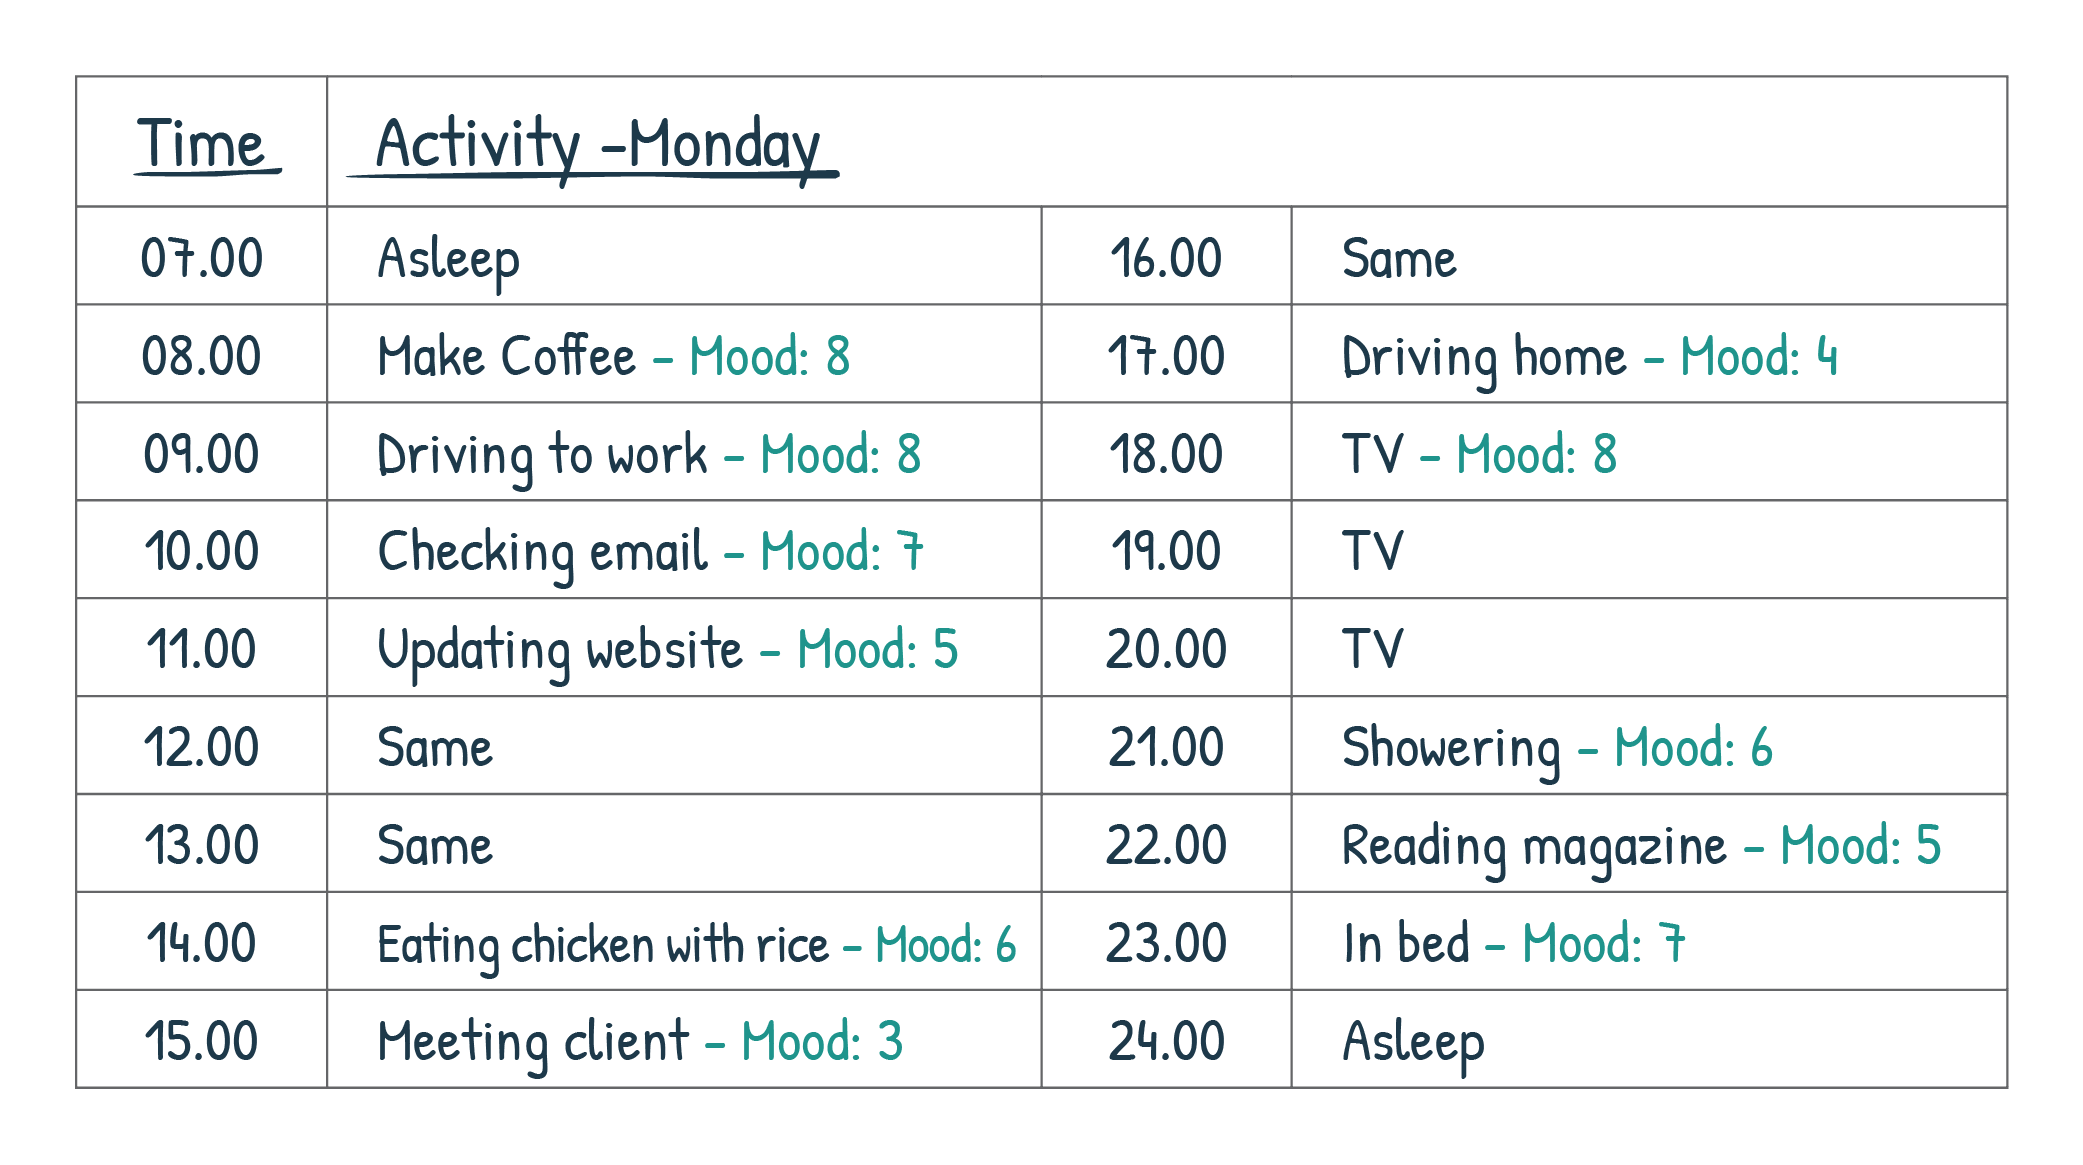 Time Activity -Monday
07.00 Asleep 16.00 Same
08.00 Make Coffee - Mood: 8 17.00 Driving home - Mood: 4
09.00 Driving to work - Mood: 8 18.00 TV - Mood: 8
10.00 Checking email - Mood: 7 19.00 TV
11.00 Updating website - Mood: 5 20.00 TV
12.00 Same 21.00 Showering - Mood: 6
13.00 Same 22.00 Reading magazine - Mood: 5
14.00 Eating chicken with rice - Mood: 6 23.00 In bed - Mood: 7
15.00 Meeting client - Mood: 3 24.00 Asleep